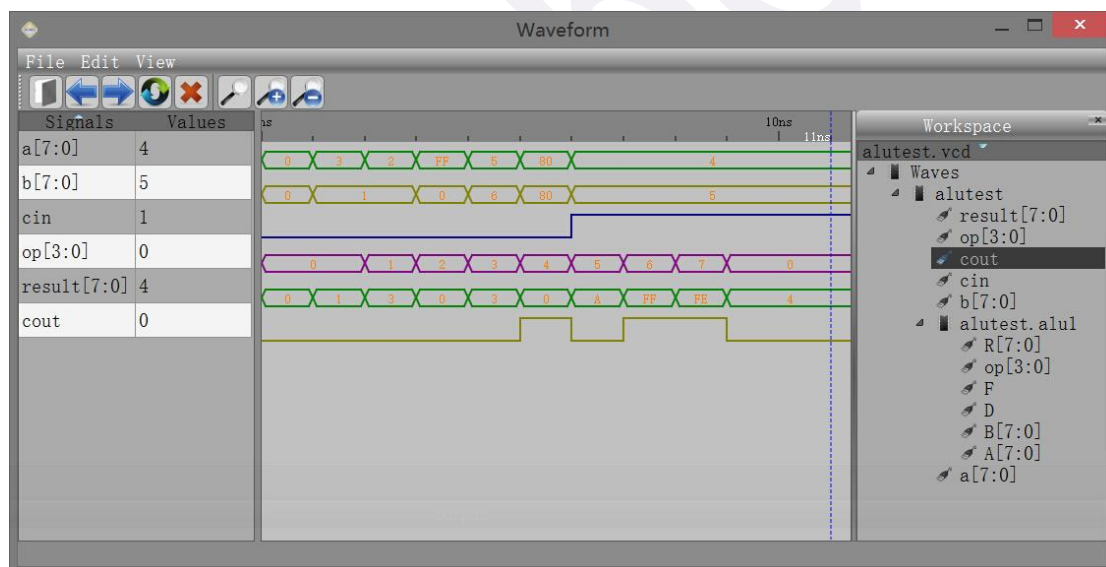 Waveform
File Edit View
Signals Values
a[7:0] 4
b[7:0] 5
cin 1
op[3:0] 0
result[7:0] 4
cout 0
ns 10ns
11ns
0 3 2 FF 5 80 4
0 1 0 6 80 5
0 1 2 3 4 5 6 7 0
0 1 3 0 3 0 A FF FE 4
Workspace
alutest.vcd
Waves
alutest
result[7:0]
op[3:0]
cout
cin
b[7:0]
alutest.alu1
R[7:0]
op[3:0]
F
D
B[7:0]
A[7:0]
a[7:0]